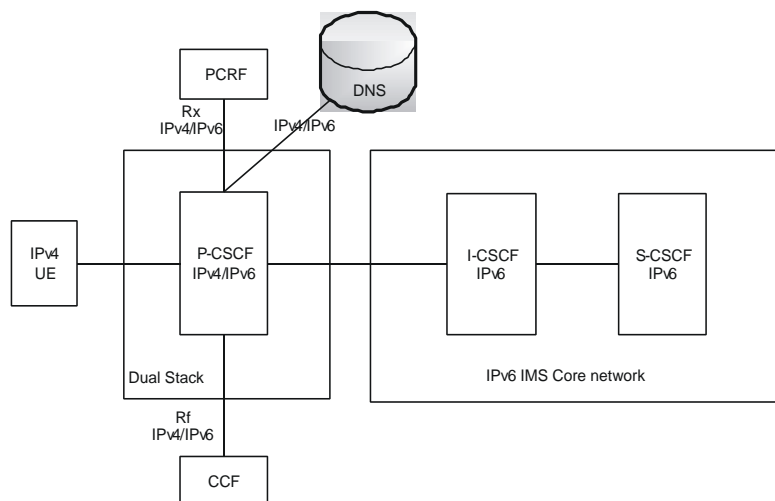 PCRF
DNS
Rx
IPv4/IPv6
IPv4/IPv6
IPv4
UE
P-CSCF
IPv4/IPv6
I-CSCF
IPv6
S-CSCF
IPv6
Dual Stack
IPv6 IMS Core network
Rf
IPv4/IPv6
CCF